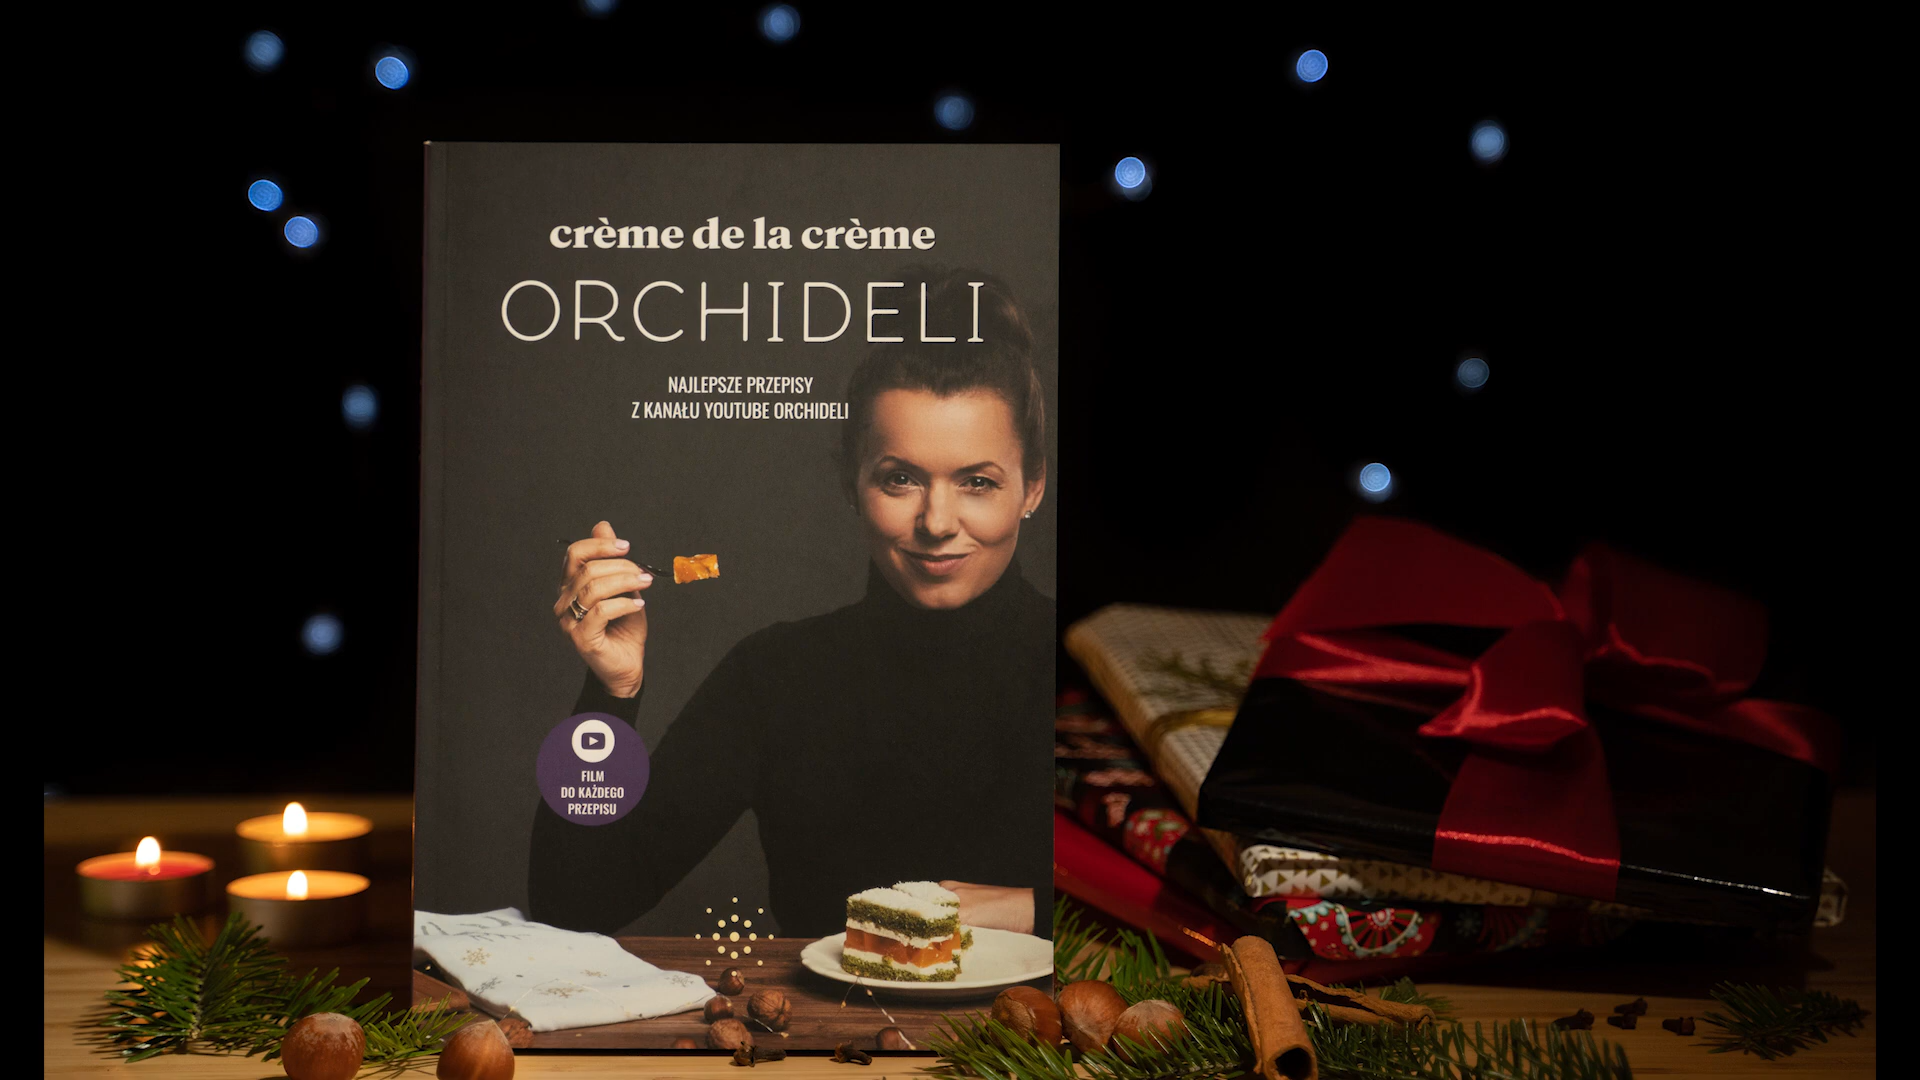 crème de la crème
ORCHIDELI
NAJLEPSZE PRZEPISY
Z KANAŁU YOUTUBE ORCHIDELI
FILM
DO KAŻDEGO
PRZEPISU